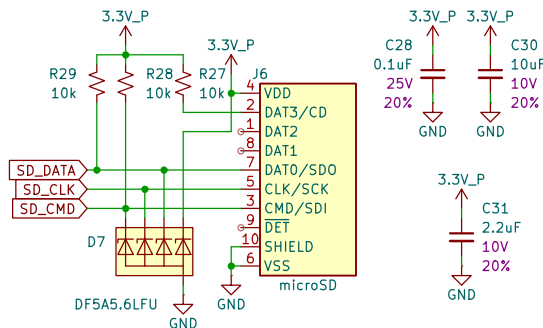 3.3V_P
3.3V_P
3.3V_P
3.3V_P
R29
10k
R28
10k
R27
10k
J6
C28
0.1uF
25V
20%
C30
10uF
10V
20%
GND
GND
4
VDD
2
DAT3/CD
1
DAT2
8
DAT1
7
DAT0/SDO
5
CLK/SCK
3
CMD/SDI
9
DET
10
SHIELD
6
VSS
microSD
SD_DATA
SD_CLK
SD_CMD
D7
DF5A5.6LFU
GND
GND
3.3V_P
C31
2.2uF
10V
20%
GND